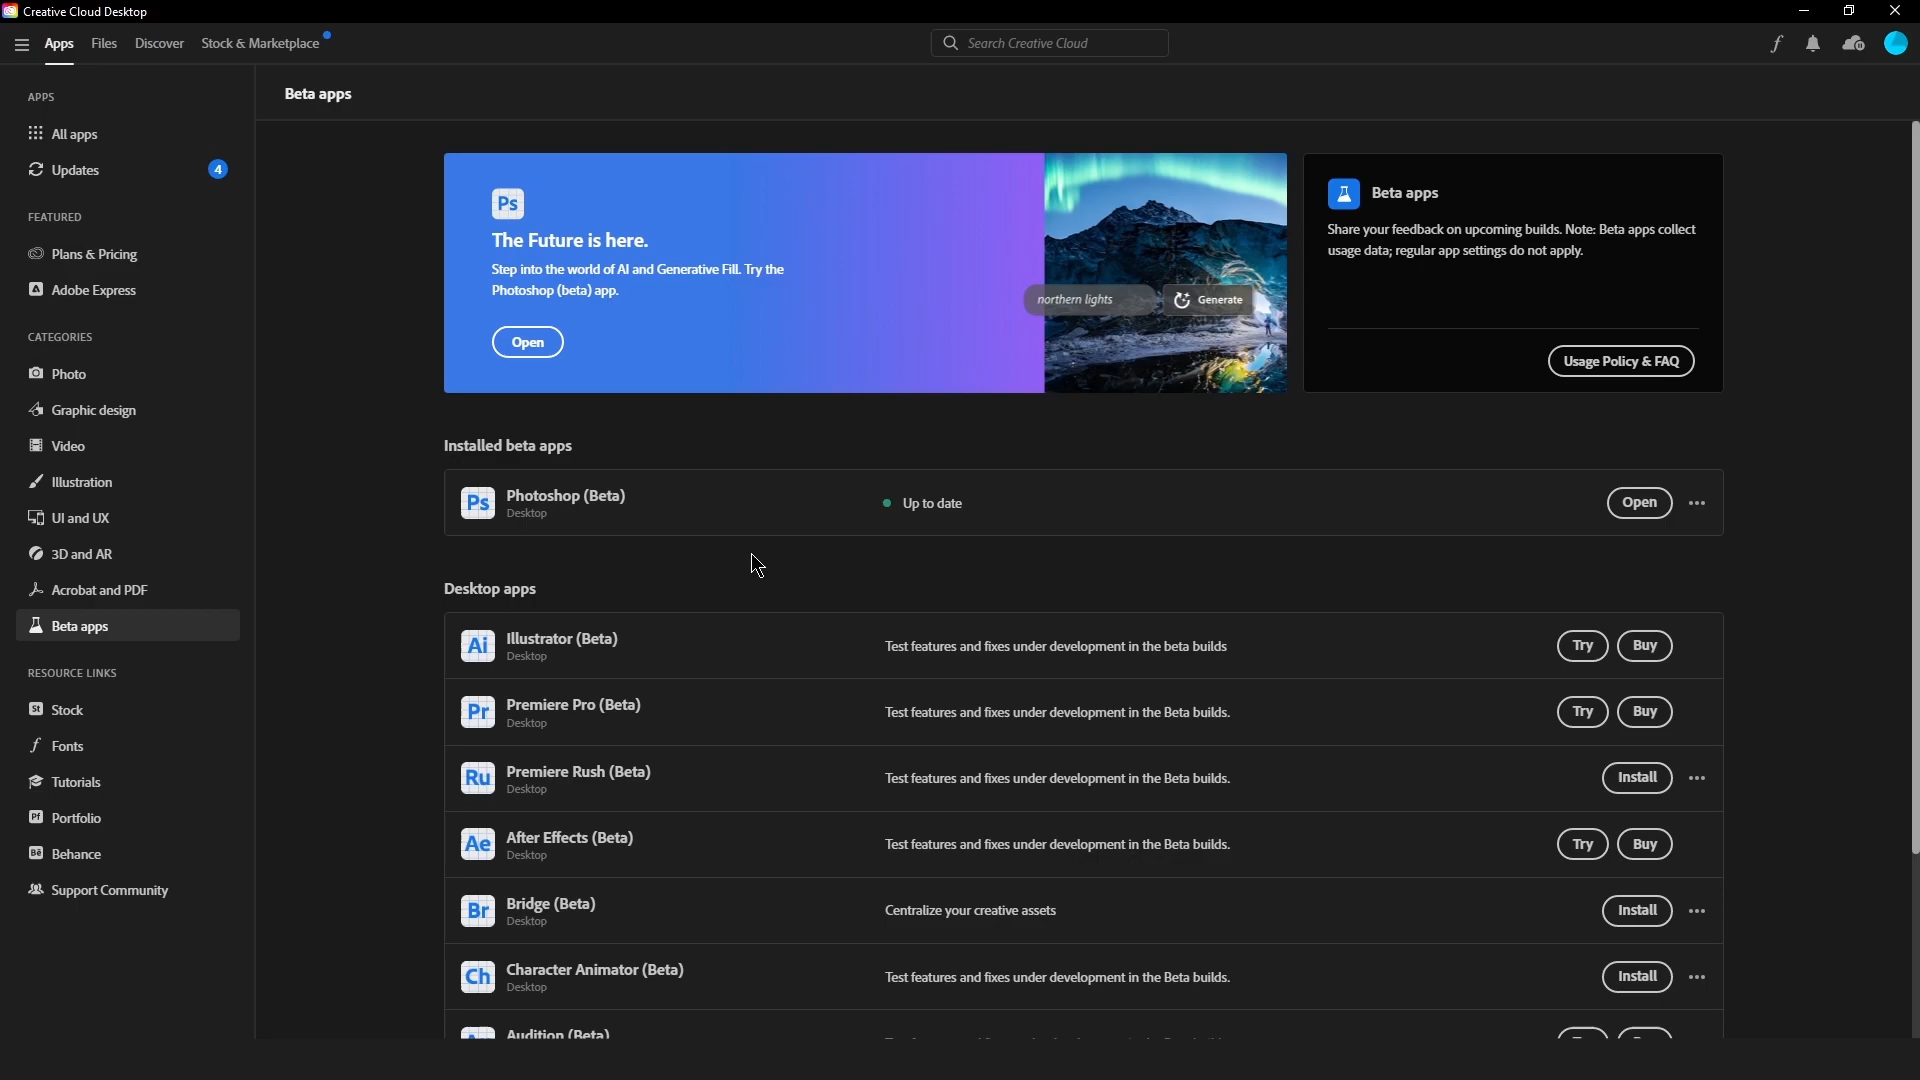 Creative Cloud Desktop
Apps Files Discover Stock & Marketplace
Search Creative Cloud
APPS
All apps
Updates 4
FEATURED
Plans & Pricing
Adobe Express
CATEGORIES
Photo
Graphic design
Video
Illustration
UI and UX
3D and AR
Acrobat and PDF
Beta apps
RESOURCE LINKS
St Stock
Fonts
Tutorials
Pf Portfolio
Bē Behance
Support Community
Beta apps
Ps
The Future is here.
Step into the world of AI and Generative Fill. Try the
Photoshop (beta) app.
Open
northern lights Generate
Beta apps
Share your feedback on upcoming builds. Note: Beta apps collect
usage data; regular app settings do not apply.
Usage Policy & FAQ
Installed beta apps
Ps Photoshop (Beta) Up to date Open
Desktop
Desktop apps
Ai Illustrator (Beta) Test features and fixes under development in the beta builds Try Buy
Desktop
Pr Premiere Pro (Beta) Test features and fixes under development in the Beta builds. Try Buy
Desktop
Ru Premiere Rush (Beta) Test features and fixes under development in the Beta builds. Install
Desktop
Ae After Effects (Beta) Test features and fixes under development in the Beta builds. Try Buy
Desktop
Br Bridge (Beta) Centralize your creative assets Install
Desktop
Ch Character Animator (Beta) Test features and fixes under development in the Beta builds. Install
Desktop
Audition (Beta)